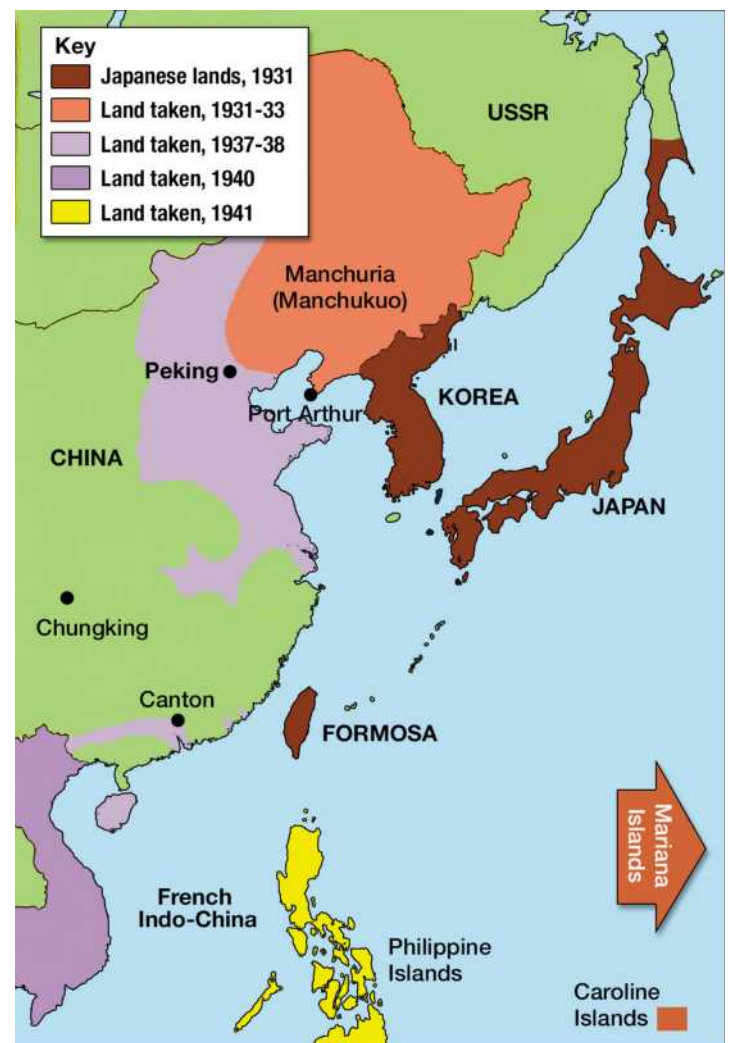 Key
Japanese lands, 1931
Land taken, 1931-33
Land taken, 1937-38
Land taken, 1940
Land taken, 1941
USSR
Manchuria
(Manchukuo)
Peking
Port Arthur
KOREA
CHINA
JAPAN
Chungking
Canton
FORMOSA
Mariana
Islands
French
Indo-China
Philippine
Islands
Caroline
Islands